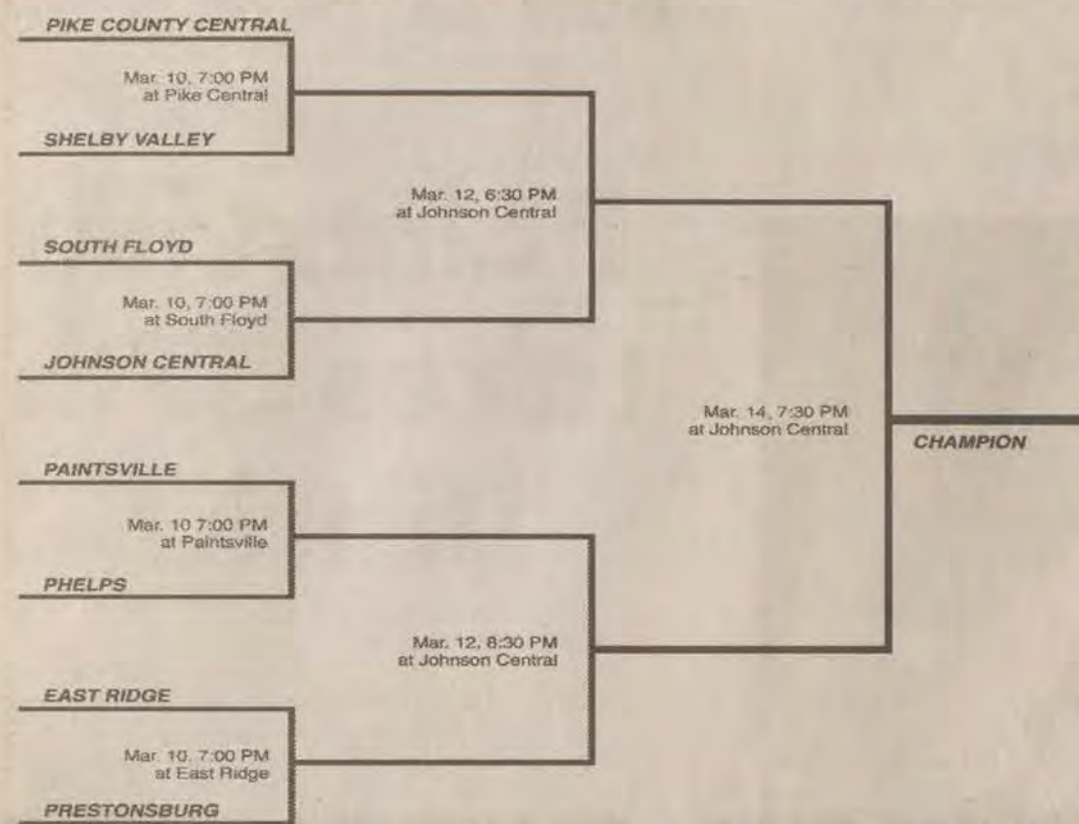 PIKE COUNTY CENTRAL
Mar. 10, 7:00 PM
at Pike Central
SHELBY VALLEY
Mar. 12, 6:30 PM
at Johnson Central
SOUTH FLOYD
Mar. 10, 7:00 PM
at South Floyd
JOHNSON CENTRAL
Mar. 14, 7:30 PM
at Johnson Central
CHAMPION
PAINTSVILLE
Mar. 10 7:00 PM
at Paintsville
PHELPS
Mar. 12, 8:30 PM
at Johnson Central
EAST RIDGE
Mar. 10, 7:00 PM
at East Ridge
PRESTONSBURG